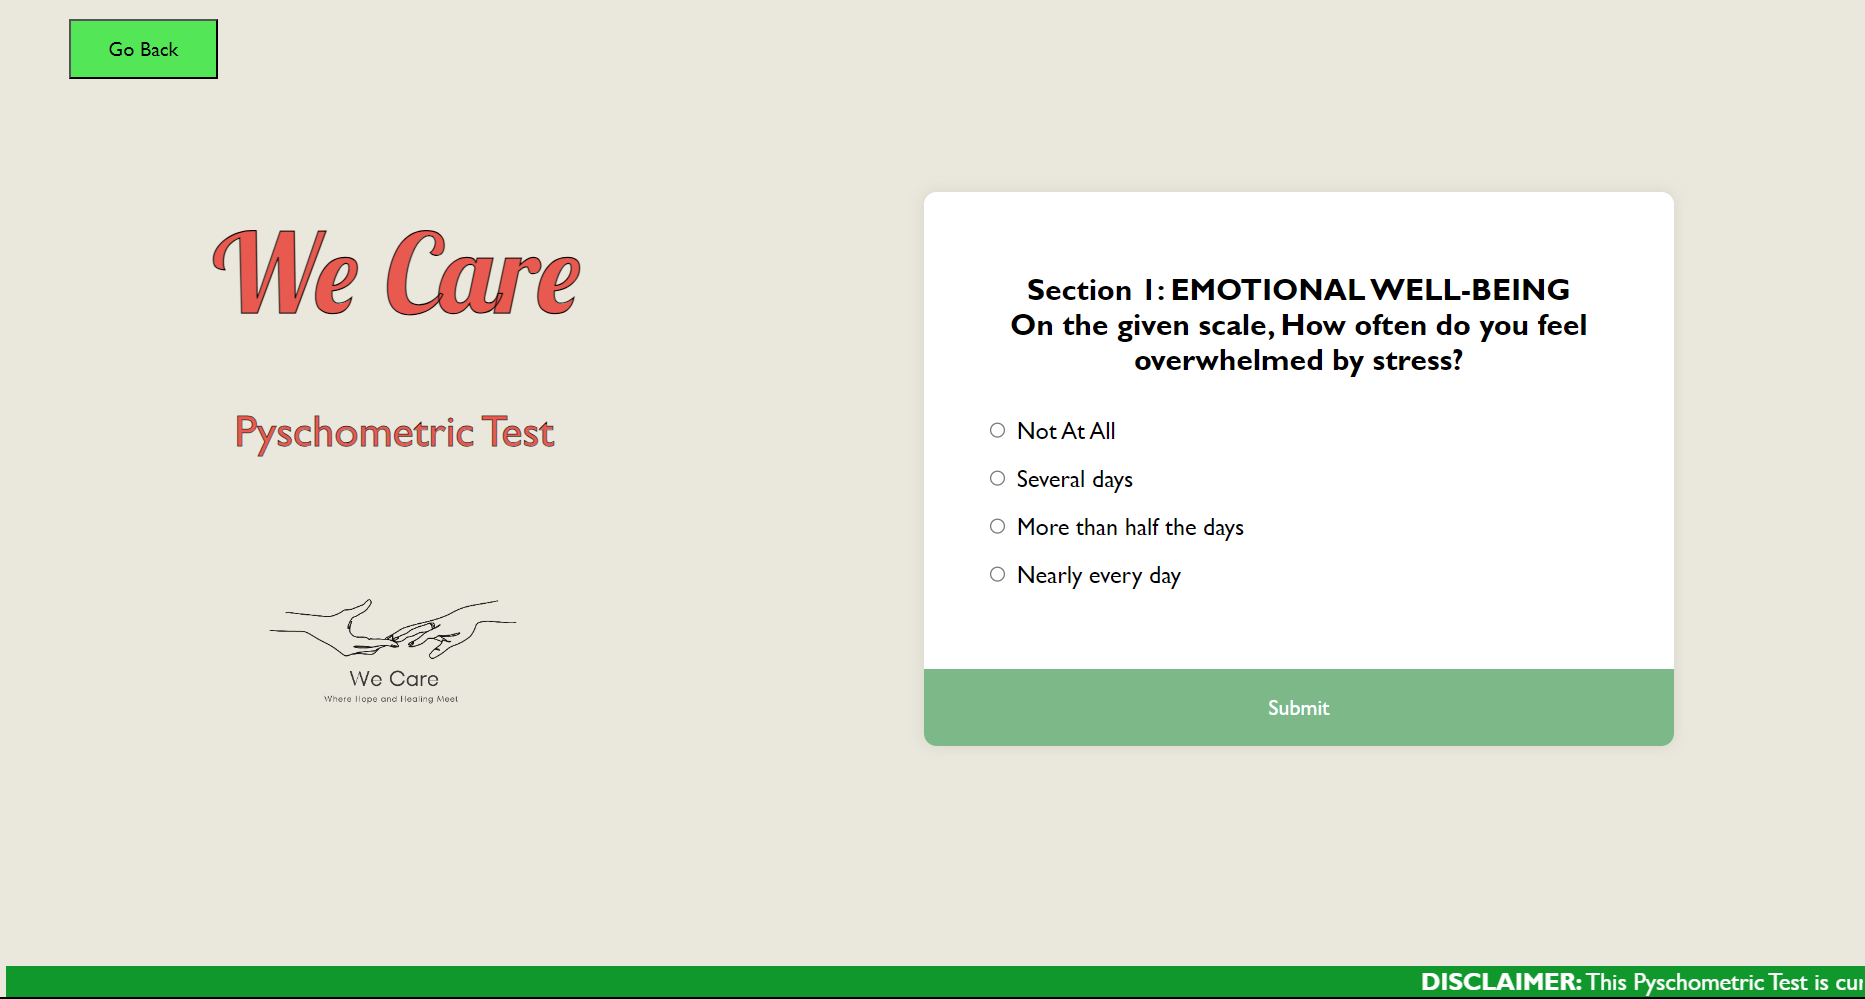 Go Back
We Care
Pyschometric Test
We Care
Where Hope and Healing Meet
Section 1: EMOTIONAL WELL-BEING
On the given scale, How often do you feel
overwhelmed by stress?
Not At All
Several days
More than half the days
Nearly every day
Submit
DISCLAIMER: This Pyschometric Test is